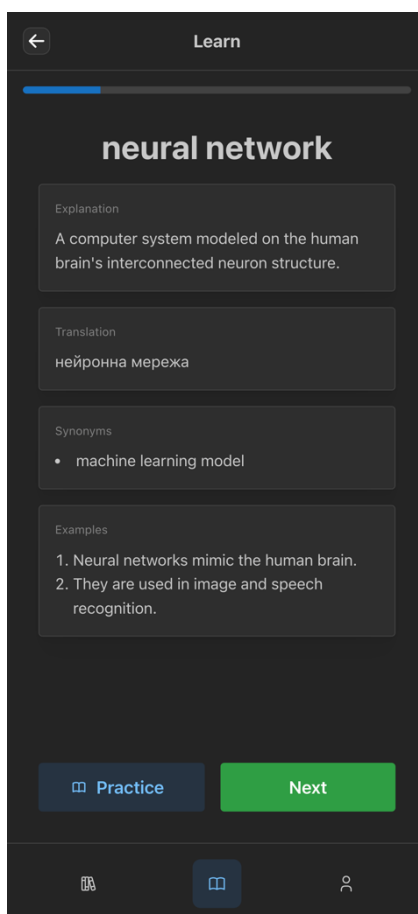 Learn
neural network
Explanation
A computer system modeled on the human
brain's interconnected neuron structure.
Translation
нейронна мережа
Synonyms
• machine learning model
Examples
1. Neural networks mimic the human brain.
2. They are used in image and speech
recognition.
Practice
Next